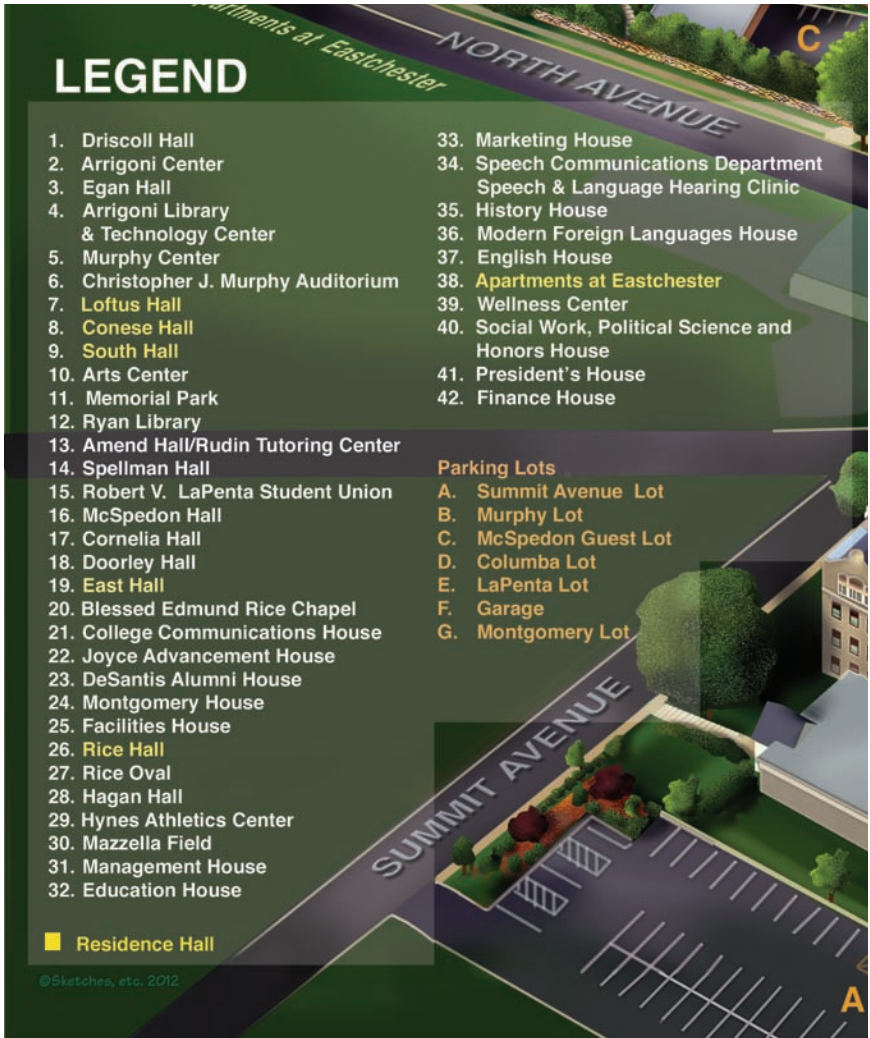 partments at Eastchester
NORTH AVENUE
C
LEGEND
1. Driscoll Hall
2. Arrigoni Center
3. Egan Hall
4. Arrigoni Library
& Technology Center
5. Murphy Center
6. Christopher J. Murphy Auditorium
7. Loftus Hall
8. Conese Hall
9. South Hall
10. Arts Center
11. Memorial Park
12. Ryan Library
13. Amend Hall/Rudin Tutoring Center
14. Spellman Hall
15. Robert V. LaPenta Student Union
16. McSpedon Hall
17. Cornelia Hall
18. Doorley Hall
19. East Hall
20. Blessed Edmund Rice Chapel
21. College Communications House
22. Joyce Advancement House
23. DeSantis Alumni House
24. Montgomery House
25. Facilities House
26. Rice Hall
27. Rice Oval
28. Hagan Hall
29. Hynes Athletics Center
30. Mazzella Field
31. Management House
32. Education House
33. Marketing House
34. Speech Communications Department
Speech & Language Hearing Clinic
35. History House
36. Modern Foreign Languages House
37. English House
38. Apartments at Eastchester
39. Wellness Center
40. Social Work, Political Science and
Honors House
41. President's House
42. Finance House
Parking Lots
A. Summit Avenue Lot
B. Murphy Lot
C. McSpedon Guest Lot
D. Columba Lot
E. LaPenta Lot
F. Garage
G. Montgomery Lot
SUMMIT AVENUE
Residence Hall
©Sketches, etc. 2012
A